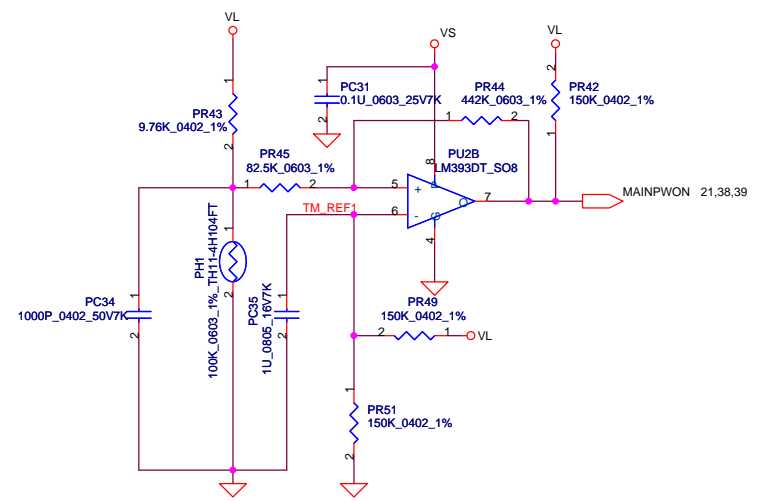 VL
VS
VL
PC31
0.1U_0603_25V7K
PR44
442K_0603_1%
PR42
150K_0402_1%
PR43
9.76K_0402_1%
PR45
82.5K_0603_1%
PU2B
LM393DT_SO8
1
2
1
2
1
2
2
1
1
2
8
5
+
P
6
-
G
O
7
4
MAINPWON 21,38,39
TM_REF1
PH1
100K_0603_1%_TH11-4H104FT
1
2
PC34
1000P_0402_50V7K
1
2
PC35
1U_0805_16V7K
1
2
PR49
150K_0402_1%
2
1
VL
PR51
150K_0402_1%
1
2